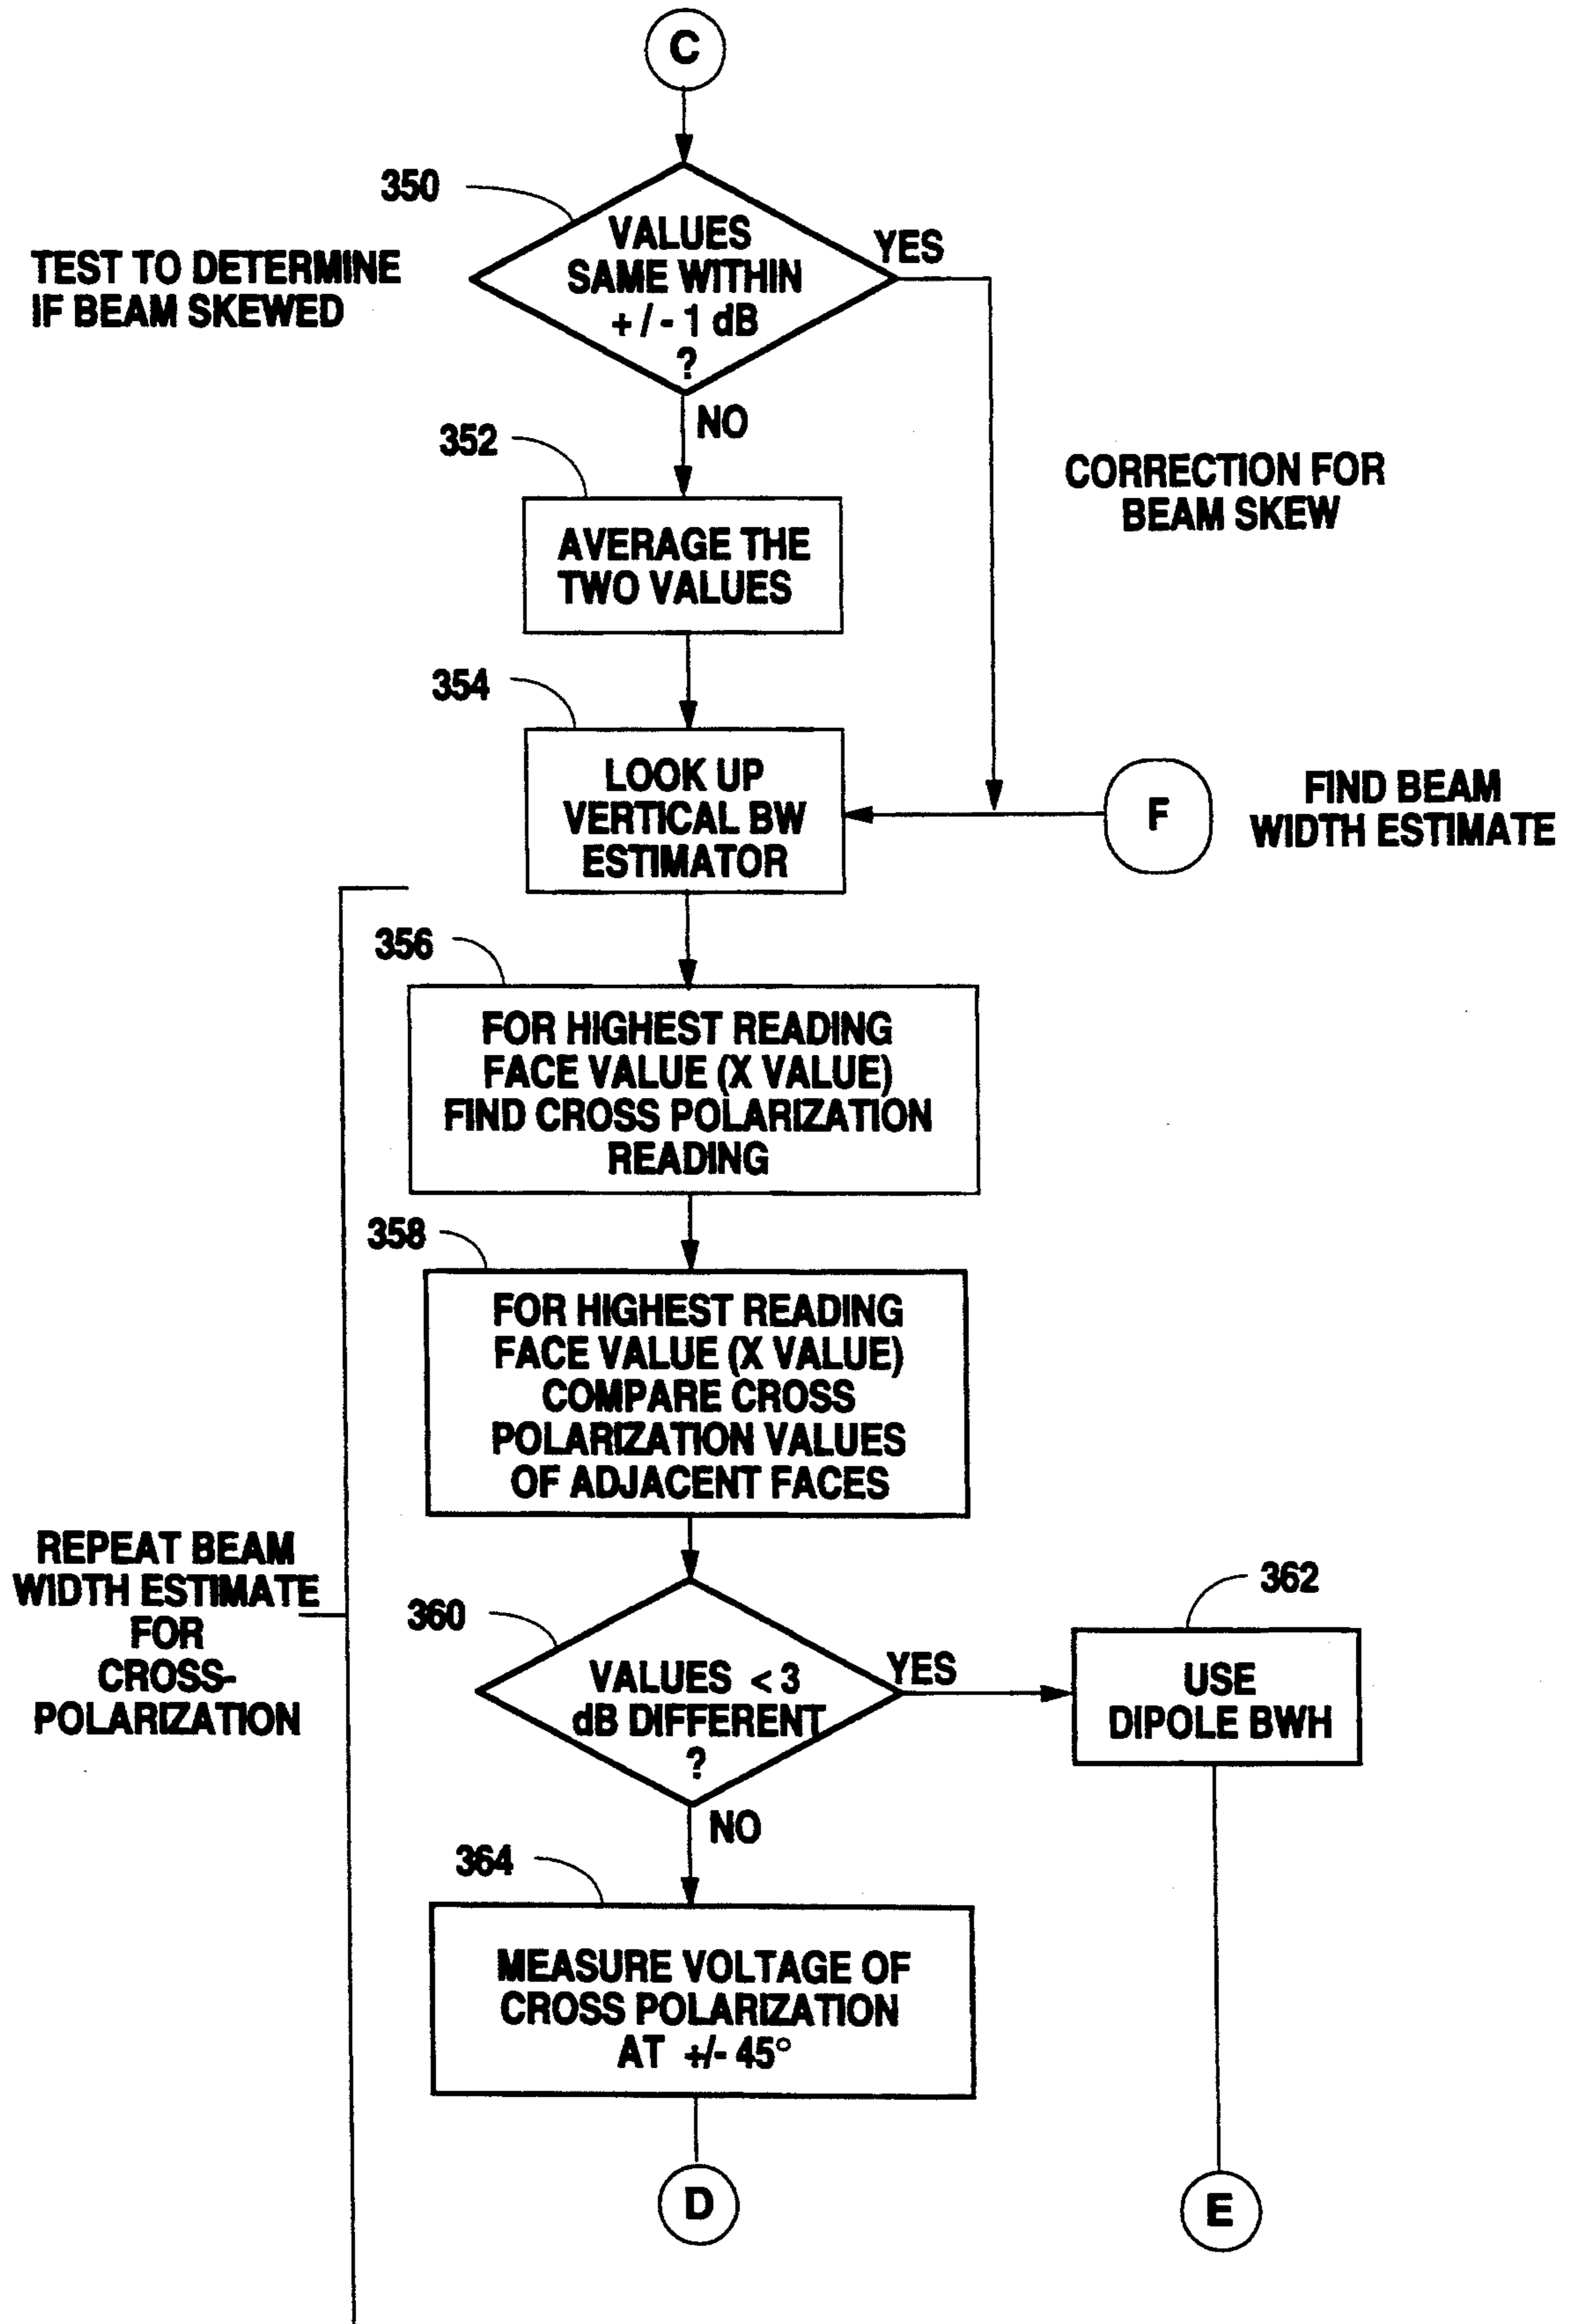 C
350
VALUES
SAME WITHIN
+ / - 1 dB
?
YES
TEST TO DETERMINE
IF BEAM SKEWED
NO
352
AVERAGE THE
TWO VALUES
CORRECTION FOR
BEAM SKEW
354
LOOK UP
VERTICAL BW
ESTIMATOR
F
FIND BEAM
WIDTH ESTIMATE
356
FOR HIGHEST READING
FACE VALUE (X VALUE)
FIND CROSS POLARIZATION
READING
358
FOR HIGHEST READING
FACE VALUE (X VALUE)
COMPARE CROSS
POLARIZATION VALUES
OF ADJACENT FACES
REPEAT BEAM
WIDTH ESTIMATE
FOR
CROSS-
POLARIZATION
360
VALUES < 3
dB DIFFERENT
?
YES
362
USE
DIPOLE BWH
NO
364
MEASURE VOLTAGE OF
CROSS POLARIZATION
AT +/- 45°
D
E